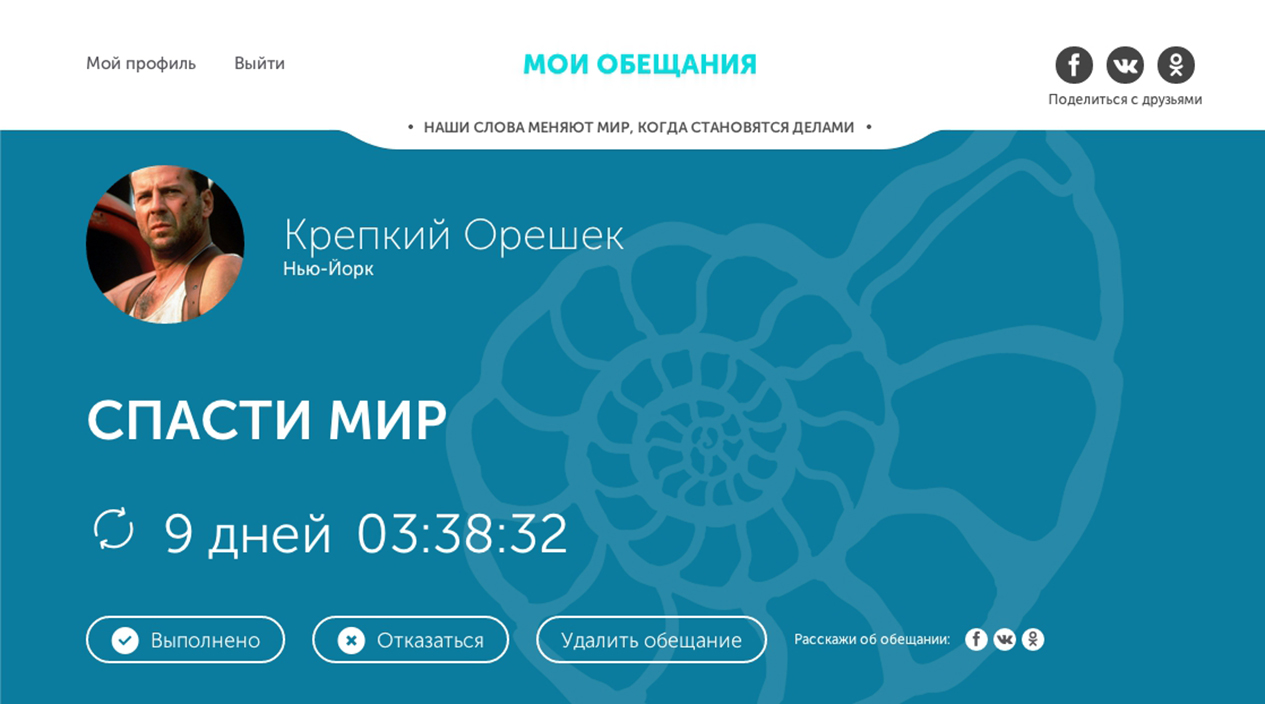 Мой профиль Выйти
МОИ ОБЕЩАНИЯ
Поделиться с друзьями
• НАШИ СЛОВА МЕНЯЮТ МИР, КОГДА СТАНОВЯТСЯ ДЕЛАМИ •
Крепкий Орешек
Нью-Йорк
СПАСТИ МИР
9 дней 03:38:32
Выполнено Отказаться Удалить обещание Расскажи об обещании: